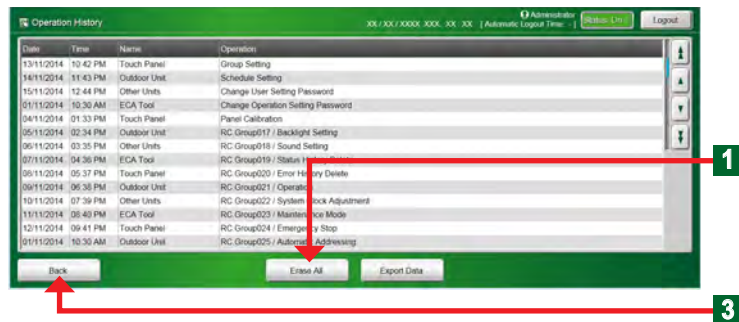 Operation History XX / XX / XXXX XXX, XX : XX [ Automatic Logout Time: - ] Administrator Status: On Logout
Date Time Name Operation
13/11/2014 10:42 PM Touch Panel Group Setting
14/11/2014 11:43 PM Outdoor Unit Schedule Setting
15/11/2014 12:44 PM Other Units Change User Setting Password
01/11/2014 10:30 AM ECA Tool Change Operation Setting Password
04/11/2014 01:33 PM Touch Panel Panel Calibration
05/11/2014 02:34 PM Outdoor Unit RC.Group017 / Backlight Setting
06/11/2014 03:35 PM Other Units RC.Group018 / Sound Setting
07/11/2014 04:36 PM ECA Tool RC.Group019 / Status History Delete
08/11/2014 05:37 PM Touch Panel RC.Group020 / Error History Delete
09/11/2014 06:38 PM Outdoor Unit RC.Group021 / Operation
10/11/2014 07:39 PM Other Units RC.Group022 / System Clock Adjustment
11/11/2014 08:40 PM ECA Tool RC.Group023 / Maintenance Mode
12/11/2014 09:41 PM Touch Panel RC.Group024 / Emergency Stop
01/11/2014 10:30 AM Outdoor Unit RC.Group025 / Automatic Addressing
1
Back Erase All Export Data
3